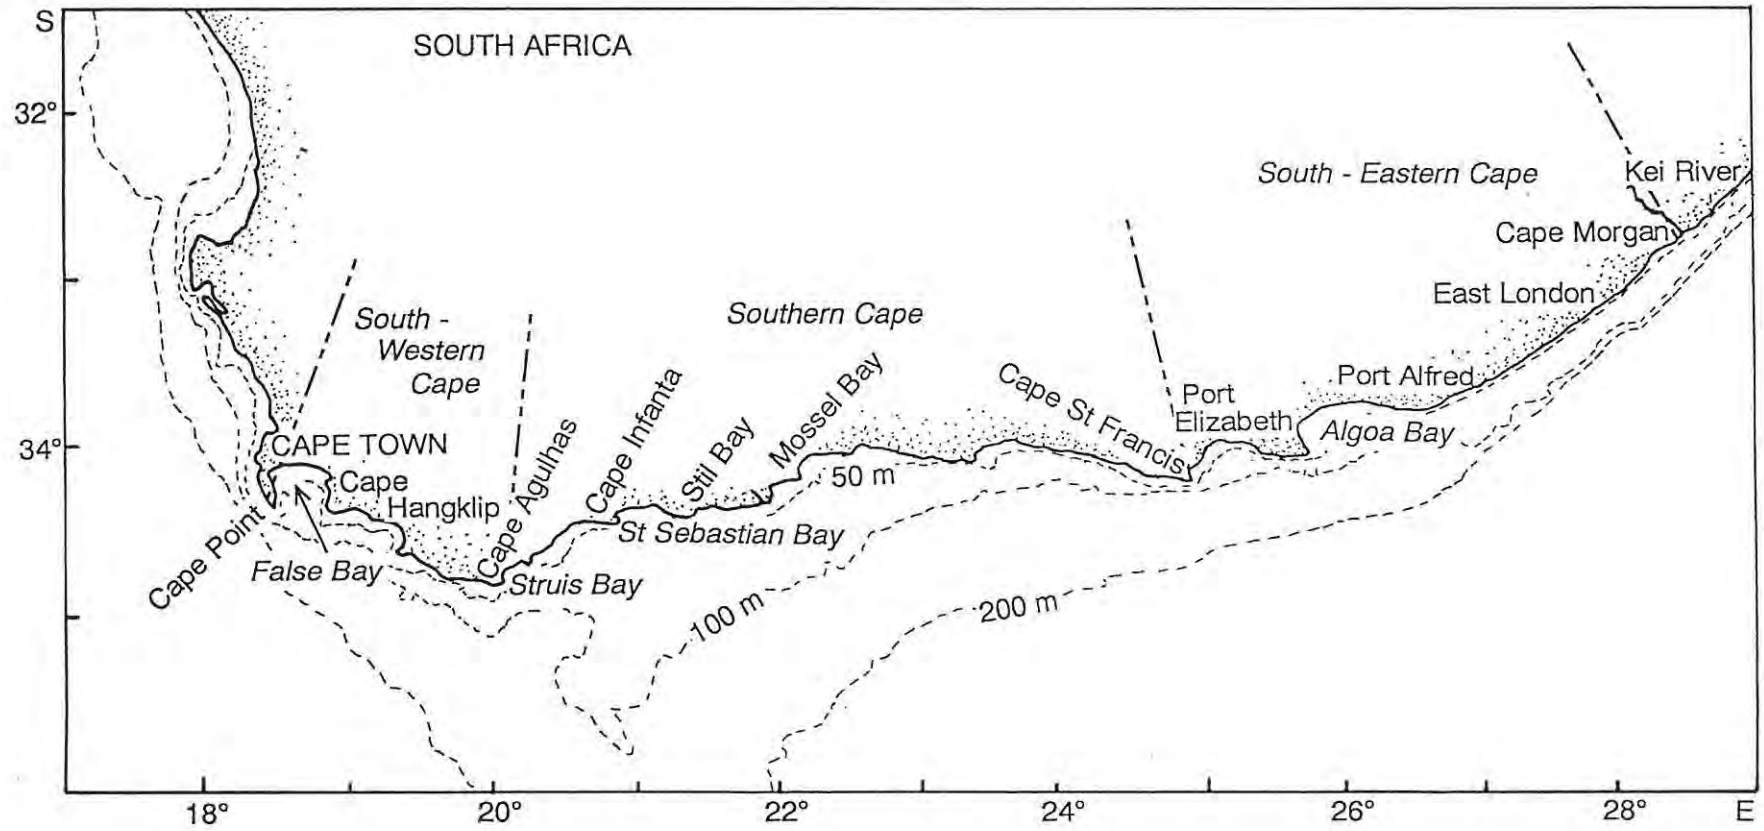 S
SOUTH AFRICA
32°
South - Eastern Cape
Kei River
Cape Morgan
East London
South -
Western
Cape
Southern Cape
Port Alfred
Port
Elizabeth
Algoa Bay
Cape St Francis
Mossel Bay
Still Bay
Cape Infanta
Cape Agulhas
34°
CAPE TOWN
Cape
Hangklip
50 m
St Sebastian Bay
Cape Point
False Bay
Struis Bay
100 m
200 m
18°
20°
22°
24°
26°
28°
E